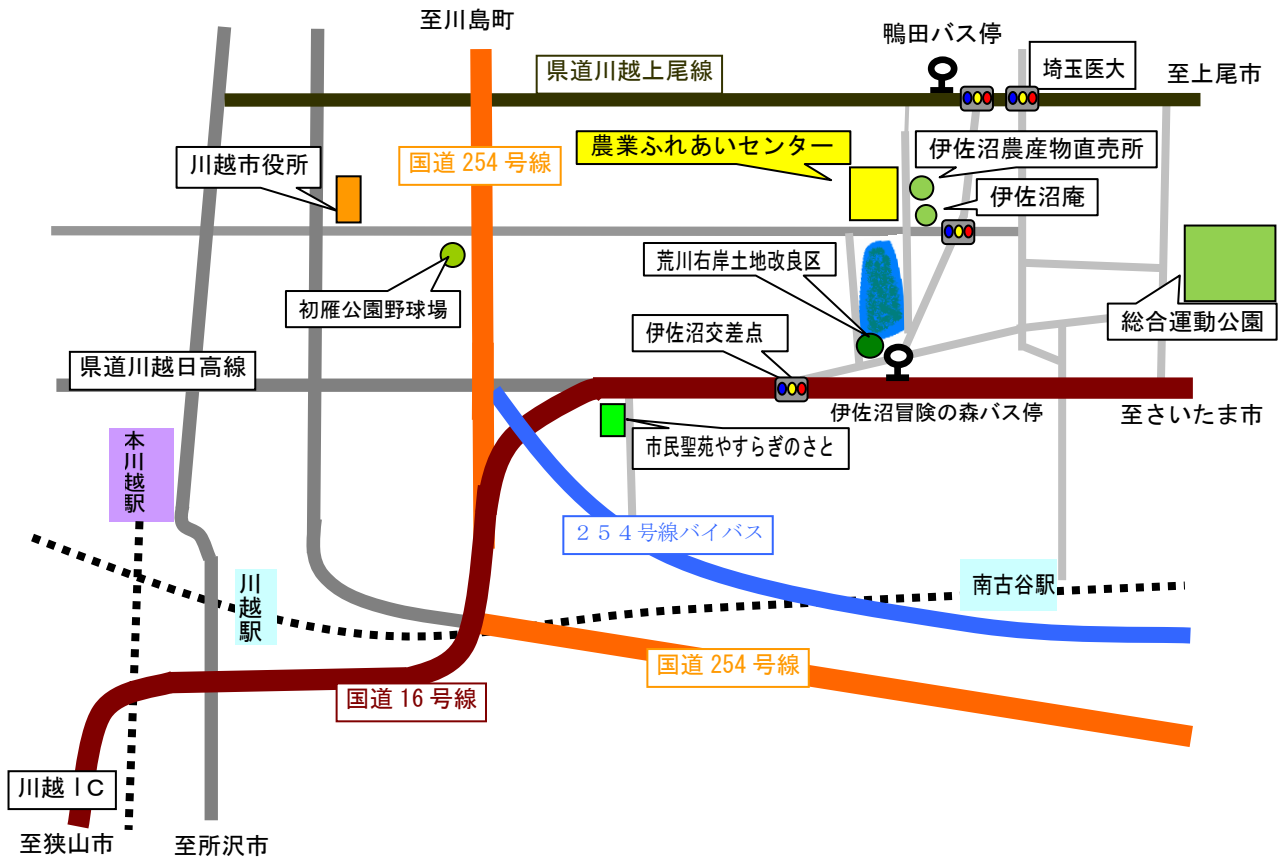 至川島町
鴨田バス停
県道川越上尾線
埼玉医大
至上尾市
川越市役所
国道254号線
農業ふれあいセンター
伊佐沼農産物直売所
伊佐沼庵
荒川右岸土地改良区
初雁公園野球場
総合運動公園
伊佐沼交差点
県道川越日高線
伊佐沼冒険の森バス停
至さいたま市
本川越駅
市民聖苑やすらぎのさと
254号線バイパス
川越駅
南古谷駅
国道254号線
国道16号線
川越IC
至狭山市
至所沢市